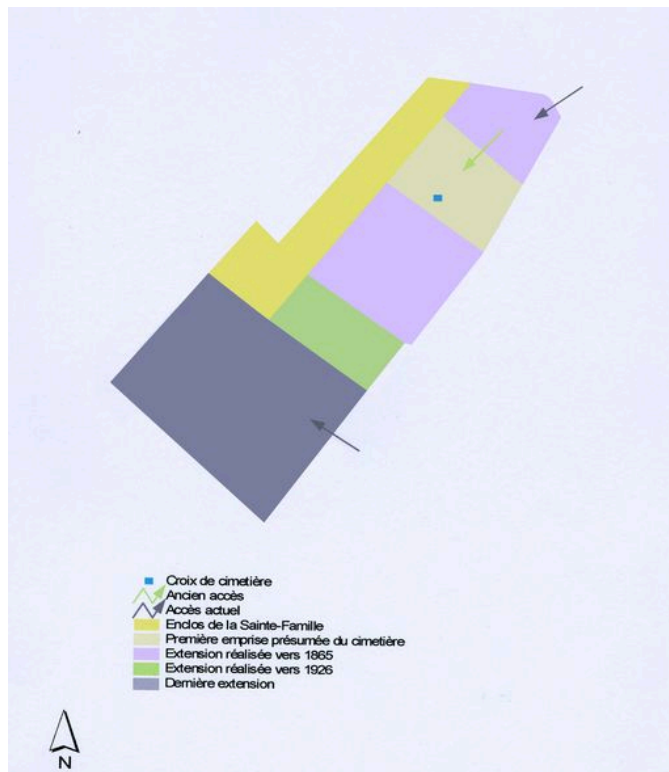 Croix de cimetière
Ancien accès
Accès actuel
Enclos de la Sainte-Famille
Première emprise présumée du cimetière
Extension réalisée vers 1865
Extension réalisée vers 1926
Dernière extension
N